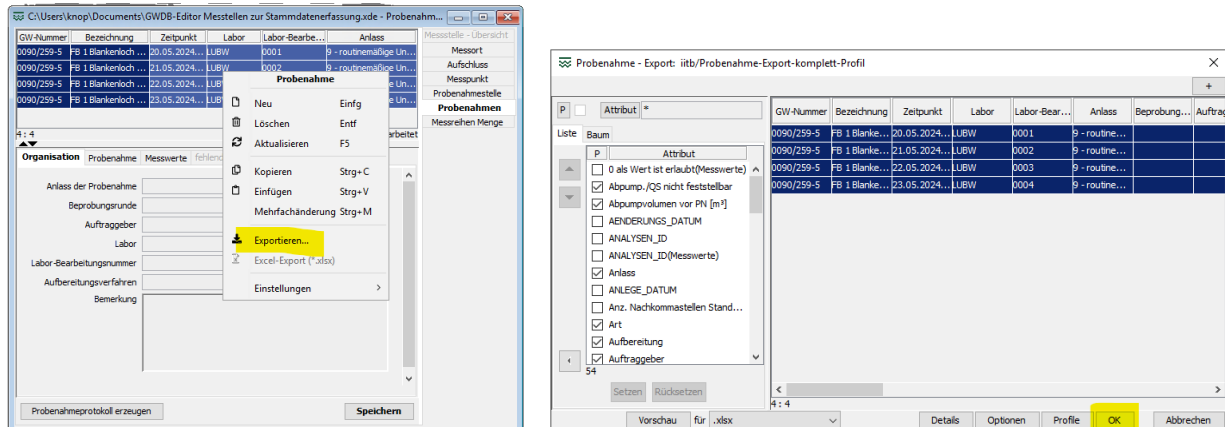 C:\Users\knop\Documents\GWDB-Editor Messtellen zur Stammdatenerfassung.xde - Probenahm...
GW-Nummer Bezeichnung Zeitpunkt Labor Labor-Bearbe... Anlass
0090/259-5 FB 1 Blankenloch ... 20.05.2024... LUBW 0001 9 - routinemäßige Un...
0090/259-5 FB 1 Blankenloch ... 21.05.2024... LUBW 0002 9 - routinemäßige Un...
0090/259-5 FB 1 Blankenloch ... 22.05.2024... LUB
0090/259-5 FB 1 Blankenloch ... 23.05.2024... LUB
4 : 4
arbeitet
Messstelle - Übersicht
Messort
Aufschluss
Messpunkt
Probenahmestelle
Probenahmen
Messreihen Menge
Probenahme
Neu Einfg
Löschen Entf
Aktualisieren F5
Kopieren Strg+C
Einfügen Strg+V
Mehrfachänderung Strg+M
Exportieren...
Excel-Export (*.xlsx)
Einstellungen
Organisation Probenahme Messwerte
Anlass der Probenahme
Beprobungsrunde
Auftraggeber
Labor
Labor-Bearbeitungsnummer
Aufbereitungsverfahren
Bemerkung
Probenahmeprotokoll erzeugen Speichern
Probenahme - Export: iitb/Probenahme-Export-komplett-Profil
+
P Attribut *
Liste Baum
P Attribut
0 als Wert ist erlaubt(Messwerte)
Abpump./QS nicht feststellbar
Abpumpvolumen vor PN [m³]
AENDERUNGS_DATUM
ANALYSEN_ID
ANALYSEN_ID(Messwerte)
Anlass
ANLEGE_DATUM
Anz. Nachkommastellen Stand...
Art
Aufbereitung
Auftraggeber
54
Setzen Rücksetzen
GW-Nummer Bezeichnung Zeitpunkt Labor Labor-Bear... Anlass Beprobung... Auftrag
0090/259-5 FB 1 Blanke... 20.05.2024... LUBW 0001 9 - routine...
0090/259-5 FB 1 Blanke... 21.05.2024... LUBW 0002 9 - routine...
0090/259-5 FB 1 Blanke... 22.05.2024... LUBW 0003 9 - routine...
0090/259-5 FB 1 Blanke... 23.05.2024... LUBW 0004 9 - routine...
4 : 4
Vorschau für .xlsx Details Optionen Profile OK Abbrechen